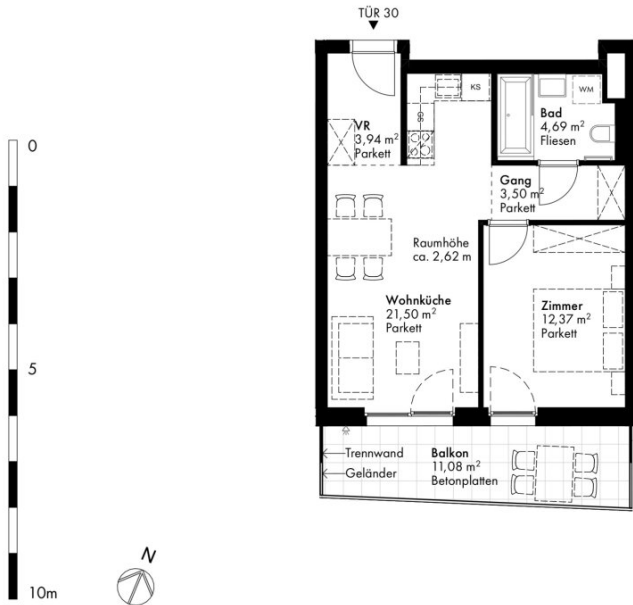 TÜR 30
0
KS
WM
GS
Bad
4,69 m²
Fliesen
VR
3,94 m²
Parkett
Gang
3,50 m²
Parkett
Raumhöhe
ca. 2,62 m
Wohnküche
21,50 m²
Parkett
Zimmer
12,37 m²
Parkett
5
Trennwand
Geländer
Balkon
11,08 m²
Betonplatten
N
10m